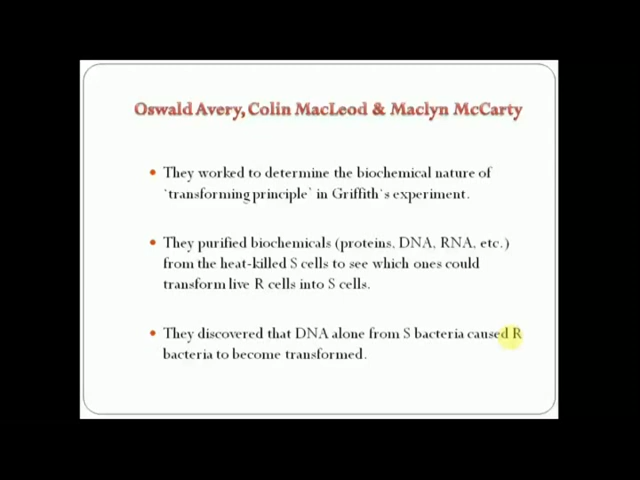 Oswald Avery, Colin MacLeod & Maclyn McCarty
• They worked to determine the biochemical nature of
'transforming principle' in Griffith's experiment.
• They purified biochemicals (proteins, DNA, RNA, etc.)
from the heat-killed S cells to see which ones could
transform live R cells into S cells.
• They discovered that DNA alone from S bacteria caused R
bacteria to become transformed.